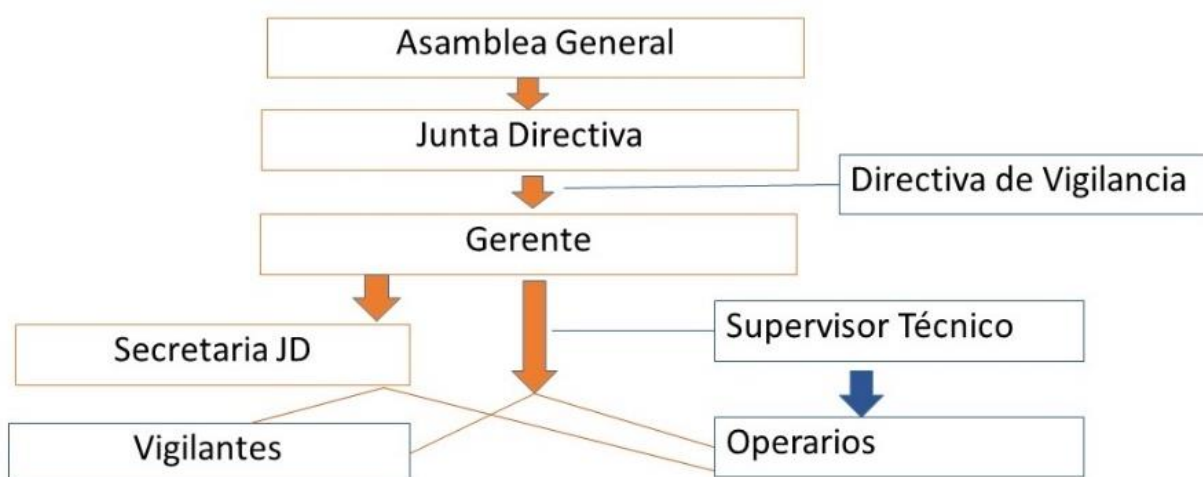 Asamblea General
Junta Directiva
Directiva de Vigilancia
Gerente
Supervisor Técnico
Secretaria JD
Operarios
Vigilantes